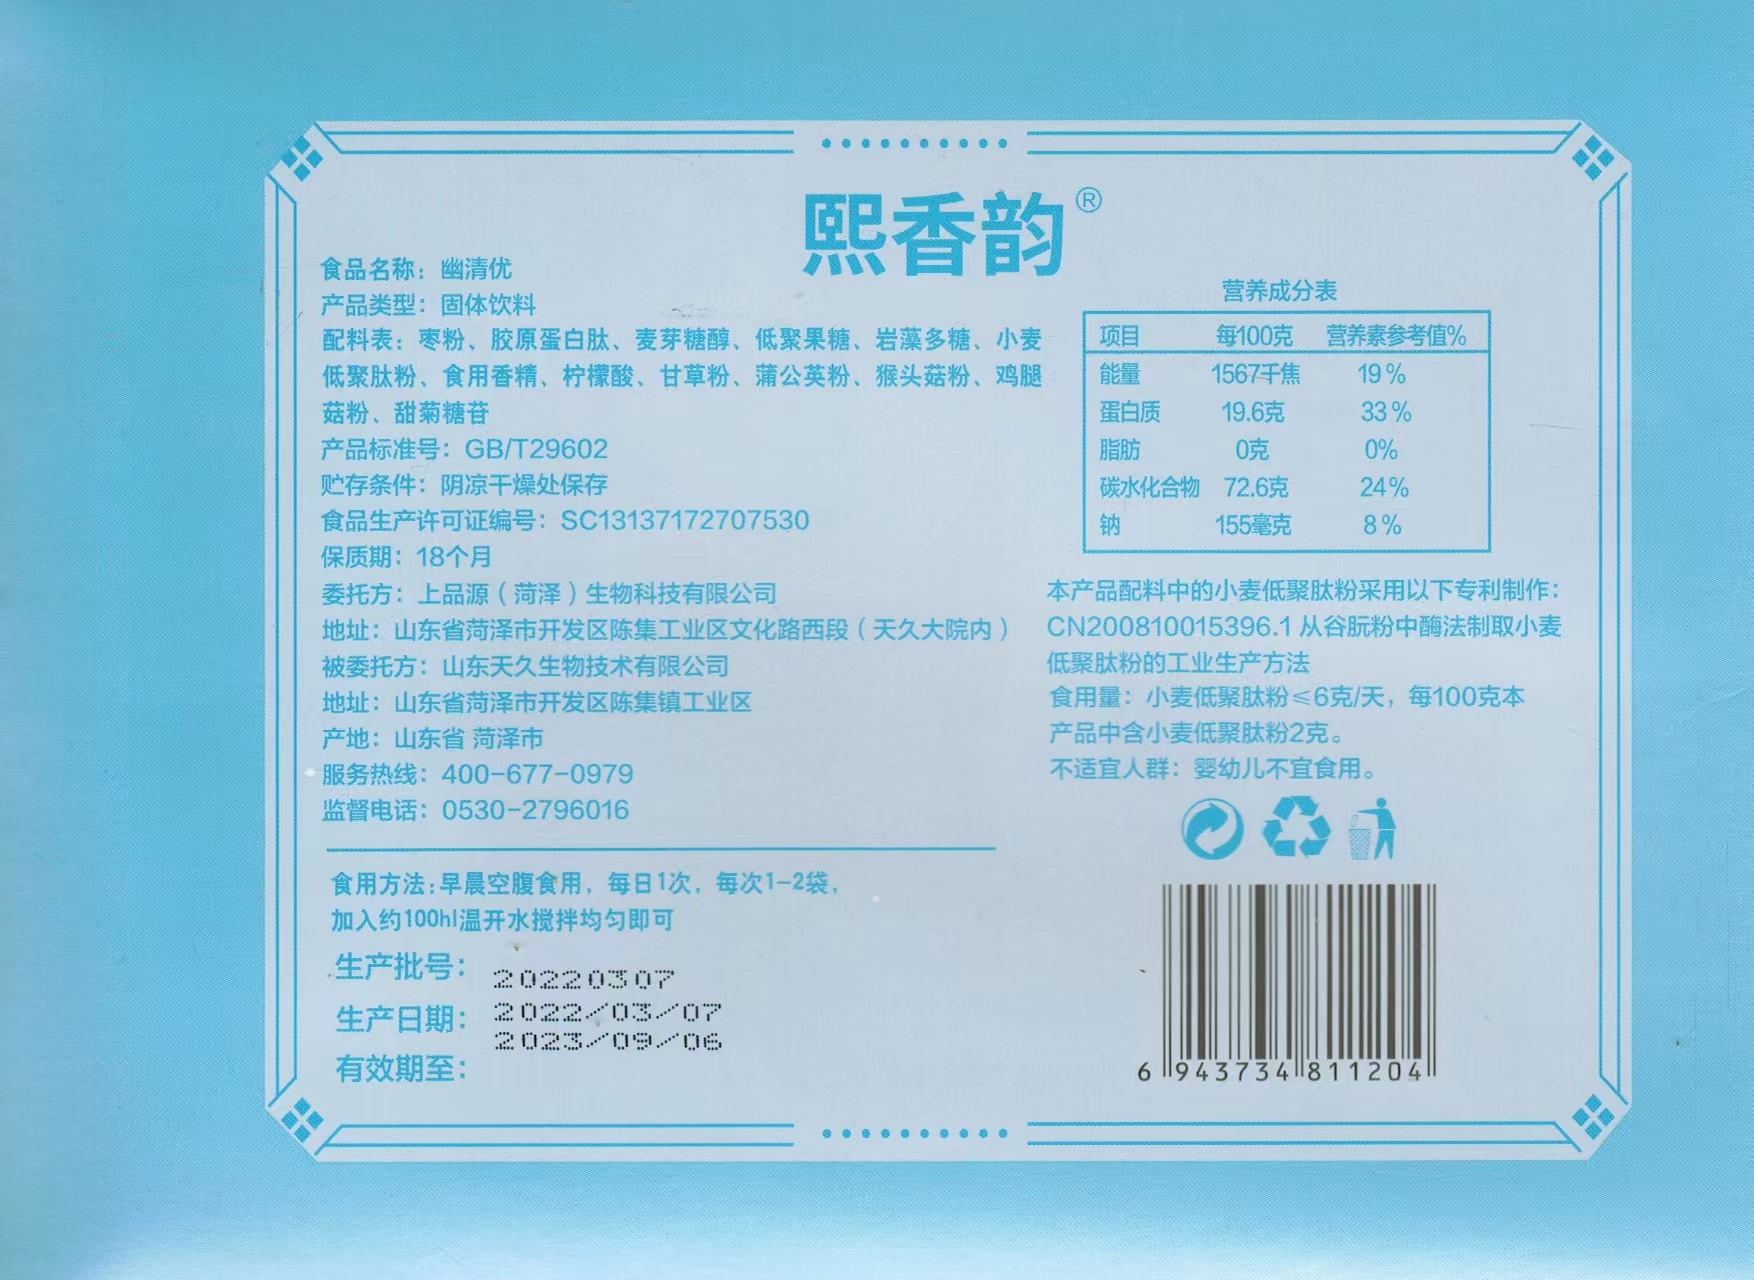 熙香韵®
食品名称：幽清优
产品类型：固体饮料
配料表：枣粉、胶原蛋白肽、麦芽糖醇、低聚果糖、岩藻多糖、小麦
低聚肽粉、食用香精、柠檬酸、甘草粉、蒲公英粉、猴头菇粉、鸡腿
菇粉、甜菊糖苷
产品标准号：GB/T29602
贮存条件：阴凉干燥处保存
食品生产许可证编号：SC13137172707530
保质期：18个月
委托方：上品源（菏泽）生物科技有限公司
地址：山东省菏泽市开发区陈集工业区文化路西段（天久大院内）
被委托方：山东天久生物技术有限公司
地址：山东省菏泽市开发区陈集镇工业区
产地：山东省 菏泽市
服务热线：400-677-0979
监督电话：0530-2796016
食用方法：早晨空腹食用，每日1次，每次1-2袋，
加入约100hl温开水搅拌均匀即可
生产批号：20220307
生产日期：2022/03/07
2023/09/06
有效期至：
营养成分表
项目 每100克 营养素参考值%
能量 1567千焦 19%
蛋白质 19.6克 33%
脂肪 0克 0%
碳水化合物 72.6克 24%
钠 155毫克 8%
本产品配料中的小麦低聚肽粉采用以下专利制作：
CN200810015396.1从谷朊粉中酶法制取小麦
低聚肽粉的工业生产方法
食用量：小麦低聚肽粉≤6克/天，每100克本
产品中含小麦低聚肽粉2克。
不适宜人群：婴幼儿不宜食用。
6 943734 811204